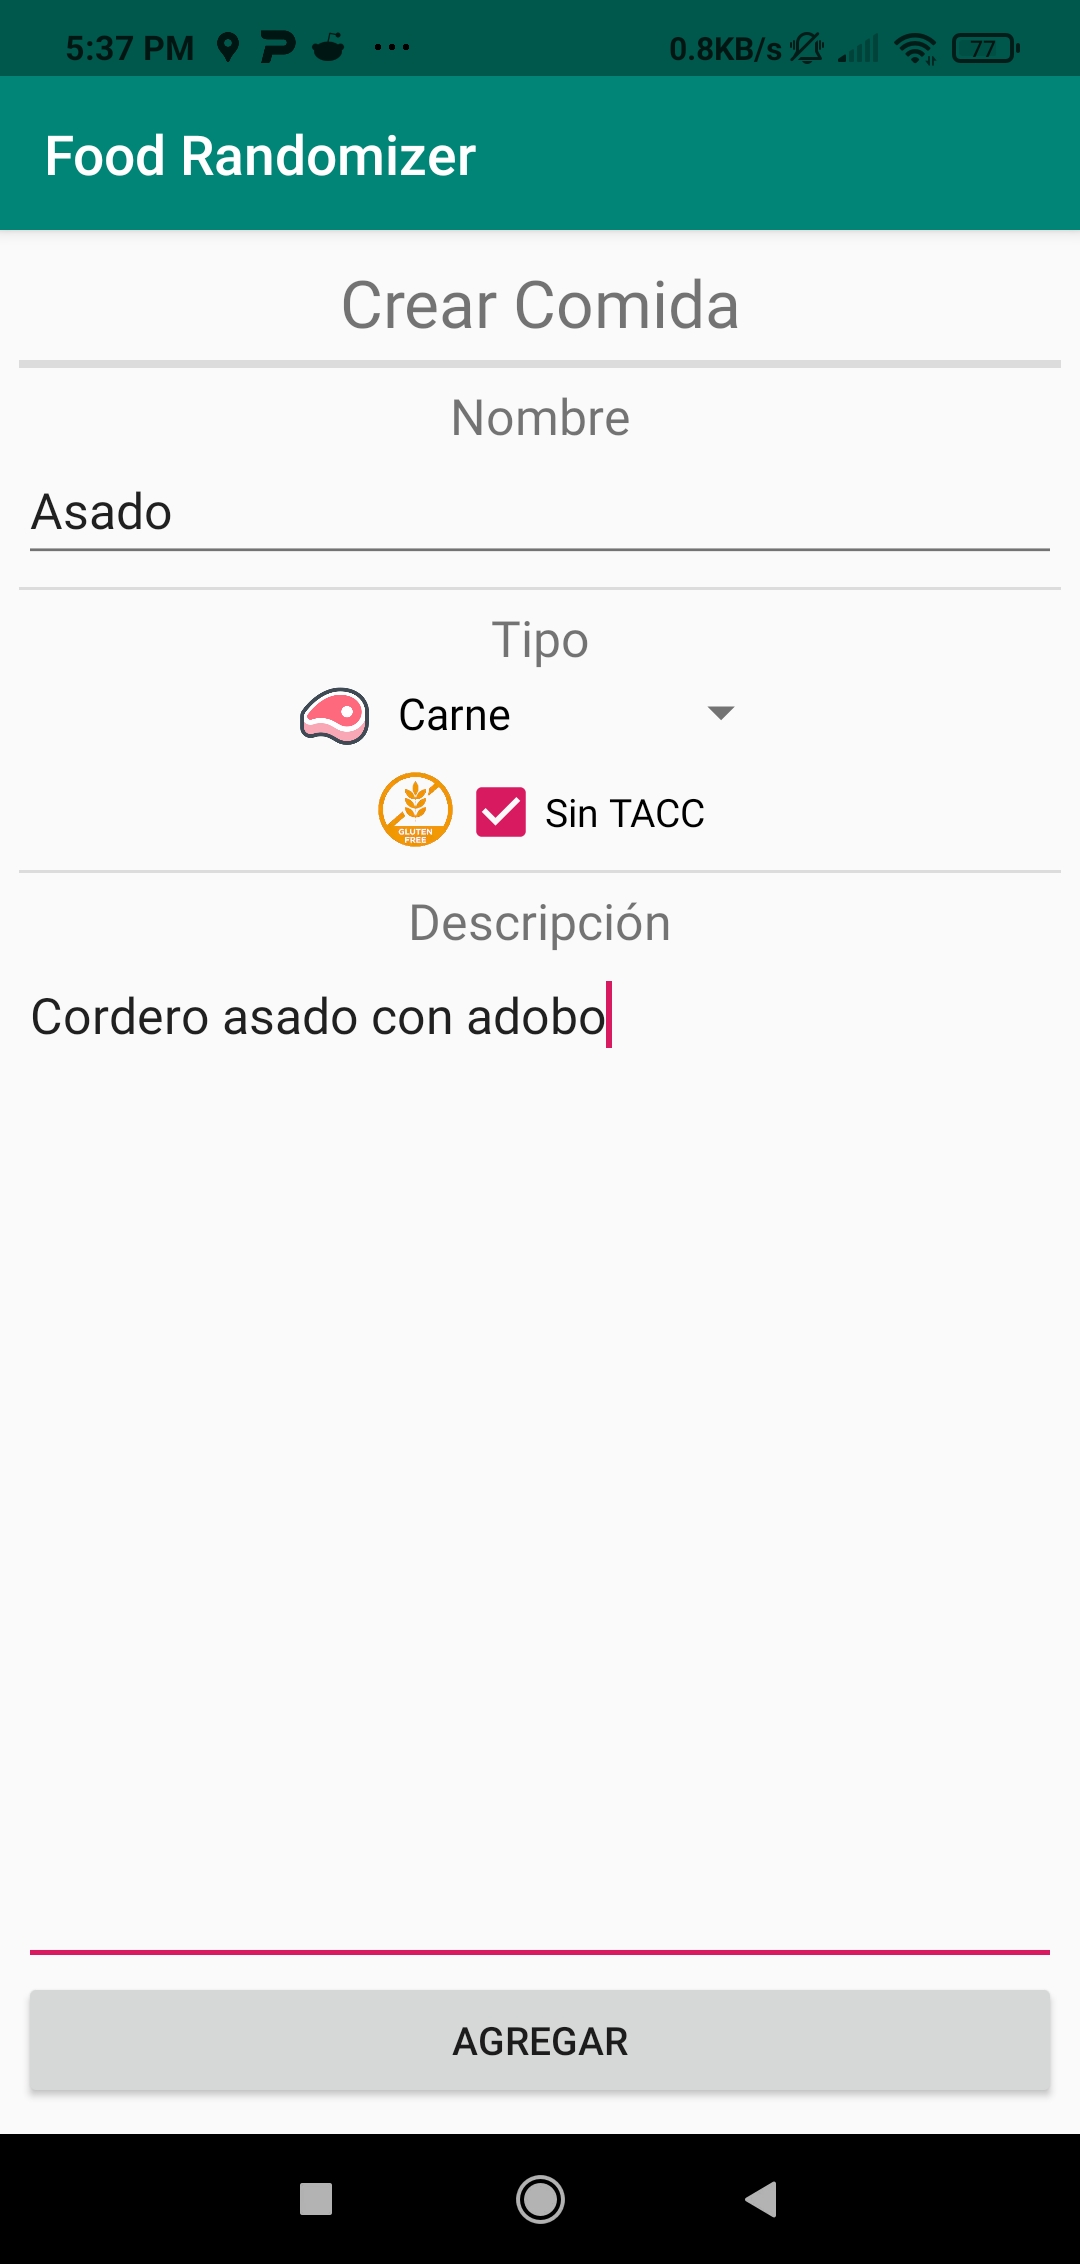 5:37 PM ... 0.8KB/s 77
Food Randomizer
Crear Comida
Nombre
Asado
Tipo
Carne
GLUTEN
FREE
Sin TACC
Descripción
Cordero asado con adobo
AGREGAR